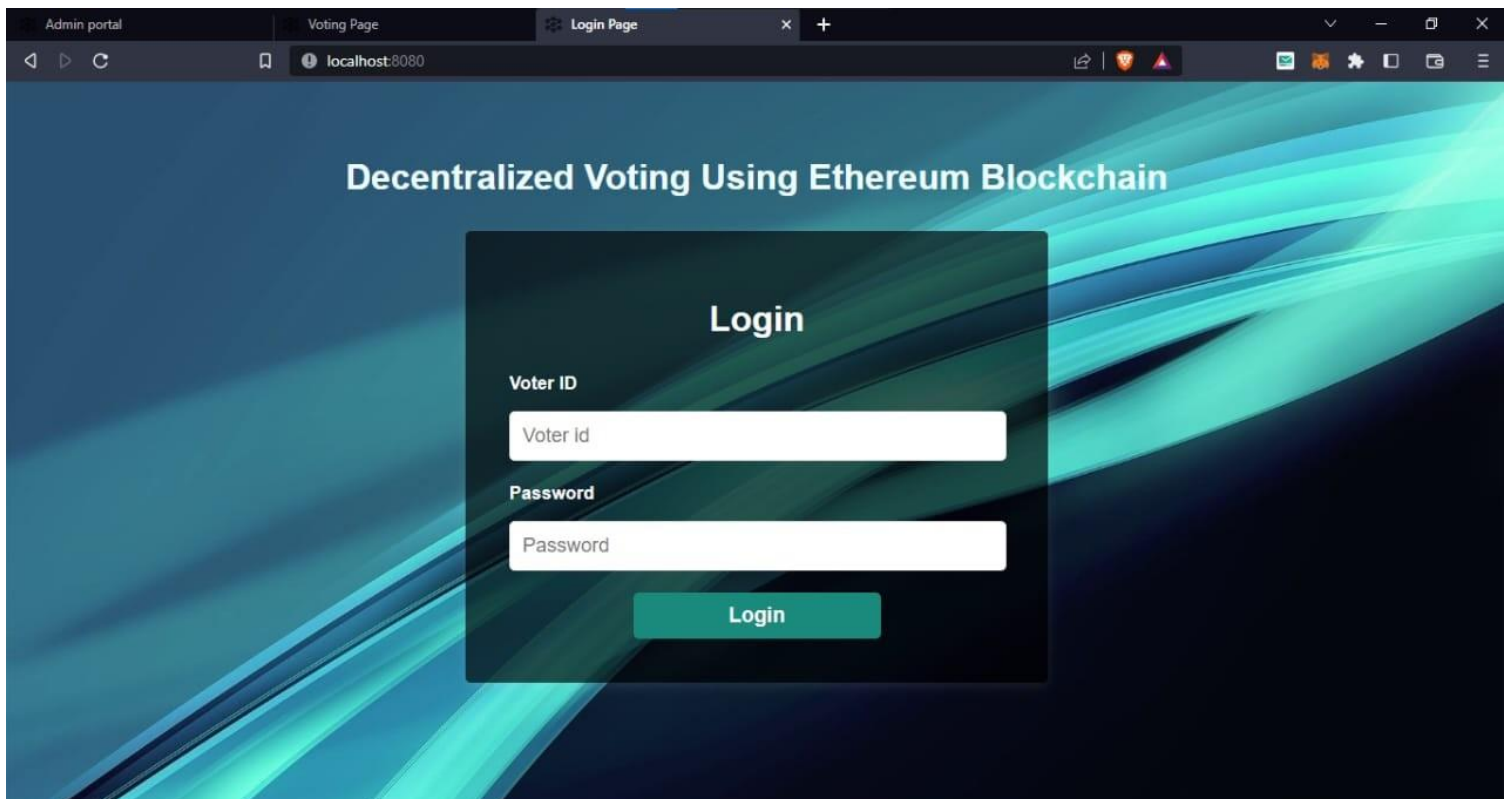 Admin portal
Voting Page
Login Page
localhost:8080
Decentralized Voting Using Ethereum Blockchain
Login
Voter ID
Voter id
Password
Password
Login